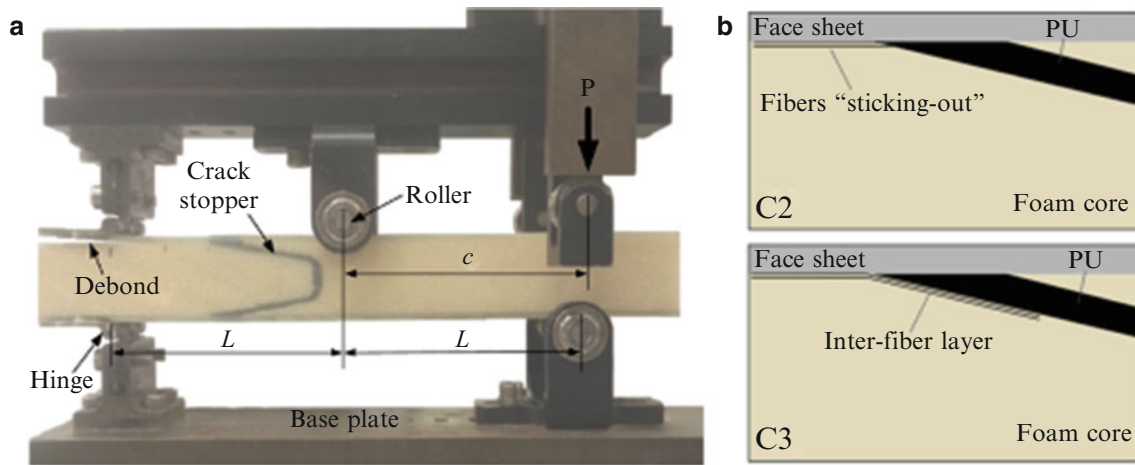 a
P
Crack
stopper
Roller
c
Debond
L
L
Hinge
Base plate
b
Face sheet
PU
Fibers “sticking-out”
C2
Foam core
Face sheet
PU
Inter-fiber layer
C3
Foam core